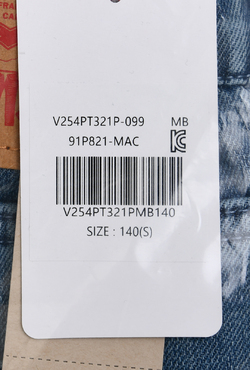 V254PT321P-099 MB
91P821-MAC
V254PT321PMB140
SIZE : 140(S)